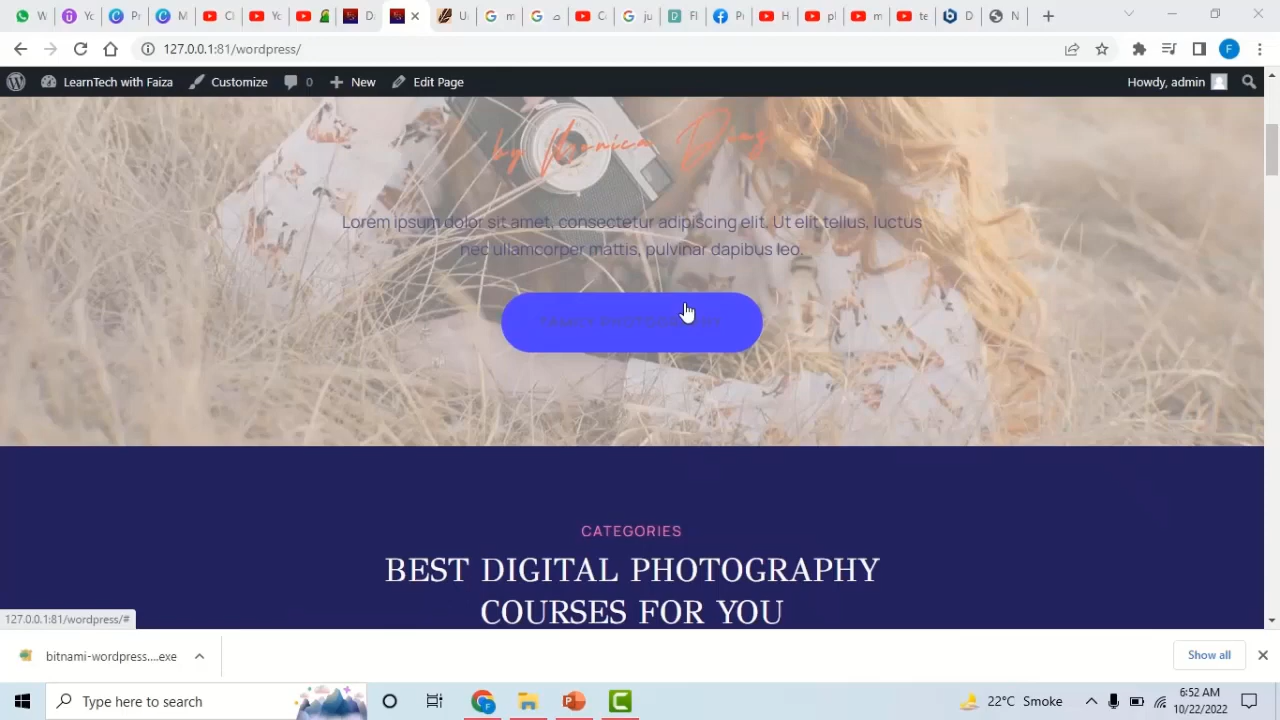 127.0.0.1:81/wordpress/
LearnTech with Faiza
Customize
0
New
Edit Page
Howdy, admin
Lorem ipsum dolor sit amet, consectetur adipiscing elit. Ut elit tellus, luctus
nec ullamcorper mattis, pulvinar dapibus leo.
CATEGORIES
BEST DIGITAL PHOTOGRAPHY
COURSES FOR YOU
127.0.0.1:81/wordpress/#
bitnami-wordpress....exe
Show all
Type here to search
22°C Smoke
6:52 AM
10/22/2022